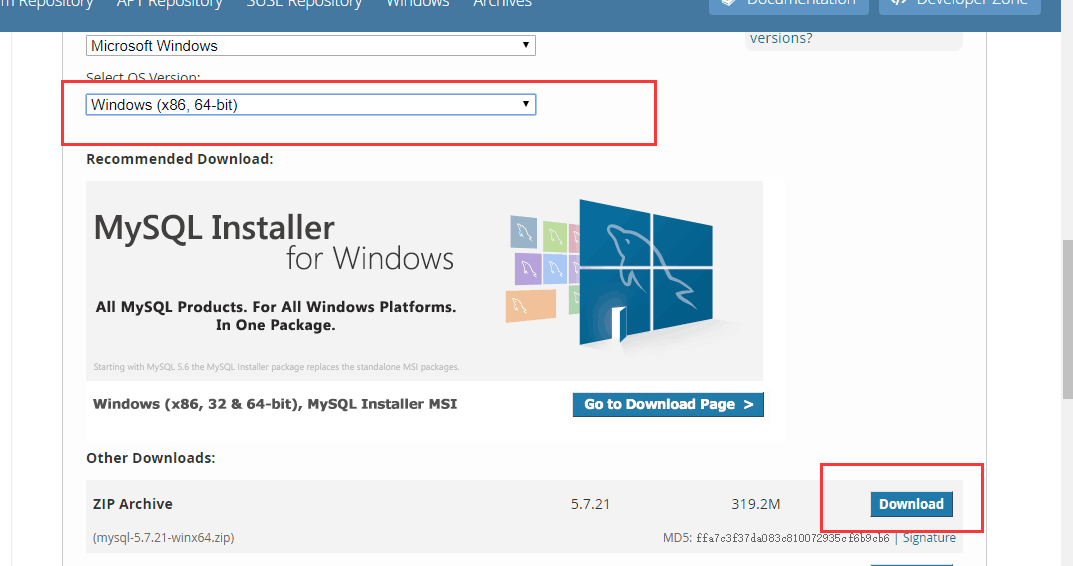 m Repository APT Repository SUSE Repository Windows Archives Documentation Developer Zone
versions?
Microsoft Windows
Select OS Version:
Windows (x86, 64-bit)
Recommended Download:
MySQL Installer
for Windows
All MySQL Products. For All Windows Platforms.
In One Package.
Starting with MySQL 5.6 the MySQL Installer package replaces the standalone MSI packages.
Windows (x86, 32 & 64-bit), MySQL Installer MSI Go to Download Page >
Other Downloads:
ZIP Archive 5.7.21 319.2M Download
(mysql-5.7.21-winx64.zip) MD5: ffa7c3f37da083c810072935cf6b9cb6 | Signature